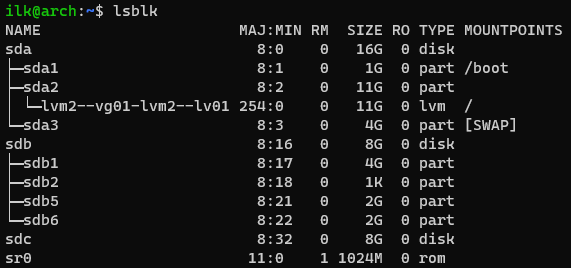 ilk@arch:~$ lsblk
NAME                        MAJ:MIN RM  SIZE RO TYPE MOUNTPOINTS
sda                           8:0    0   16G  0 disk
├─sda1                        8:1    0    1G  0 part /boot
├─sda2                        8:2    0   11G  0 part
│ └─lvm2--vg01-lvm2--lv01 254:0    0   11G  0 lvm  /
└─sda3                        8:3    0    4G  0 part [SWAP]
sdb                           8:16   0    8G  0 disk
├─sdb1                        8:17   0    4G  0 part
├─sdb2                        8:18   0    1K  0 part
├─sdb5                        8:21   0    2G  0 part
└─sdb6                        8:22   0    2G  0 part
sdc                           8:32   0    8G  0 disk
sr0                          11:0    1 1024M  0 rom